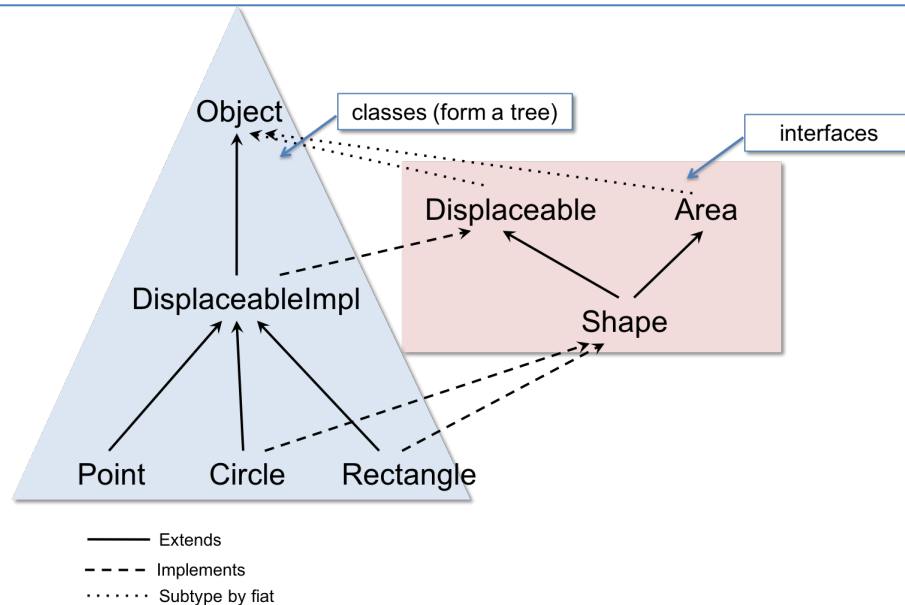 Object
classes (form a tree)
interfaces
Displaceable
Area
DisplaceableImpl
Shape
Point
Circle
Rectangle
Extends
Implements
Subtype by fiat